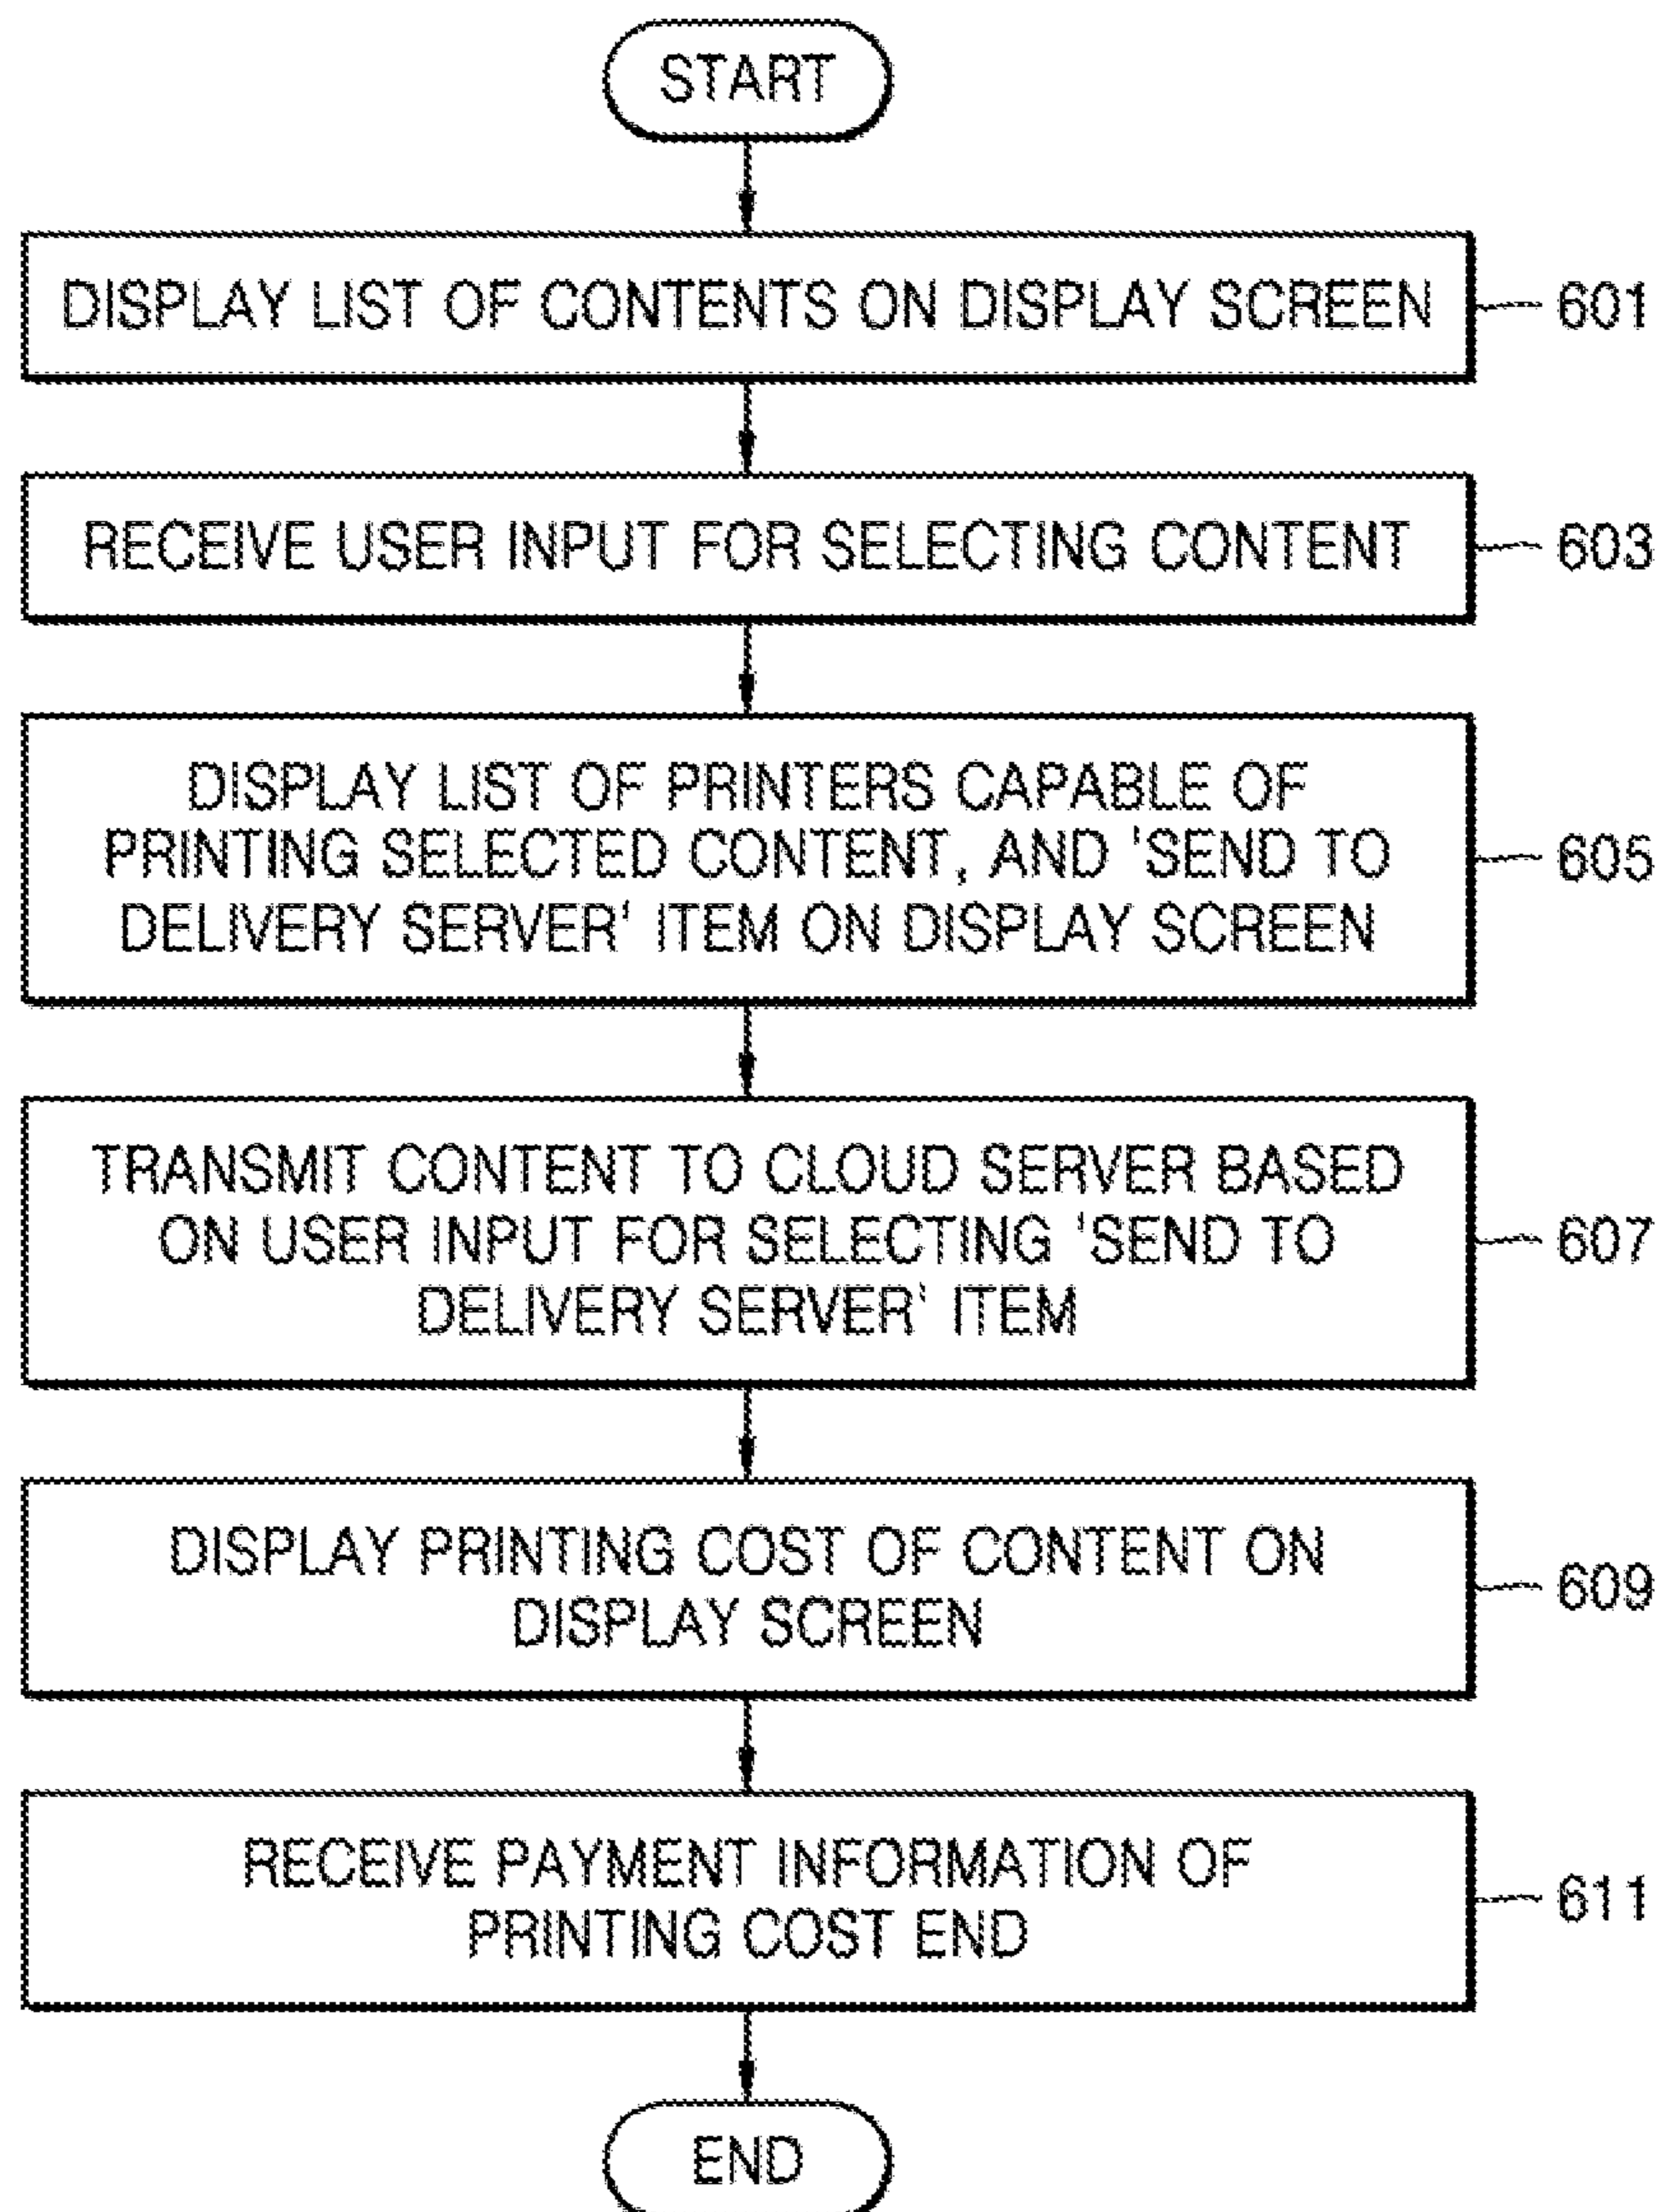 START
DISPLAY LIST OF CONTENTS ON DISPLAY SCREEN
601
RECEIVE USER INPUT FOR SELECTING CONTENT
603
DISPLAY LIST OF PRINTERS CAPABLE OF
PRINTING SELECTED CONTENT, AND 'SEND TO
DELIVERY SERVER' ITEM ON DISPLAY SCREEN
605
TRANSMIT CONTENT TO CLOUD SERVER BASED
ON USER INPUT FOR SELECTING 'SEND TO
DELIVERY SERVER' ITEM
607
DISPLAY PRINTING COST OF CONTENT ON
DISPLAY SCREEN
609
RECEIVE PAYMENT INFORMATION OF
PRINTING COST END
611
END